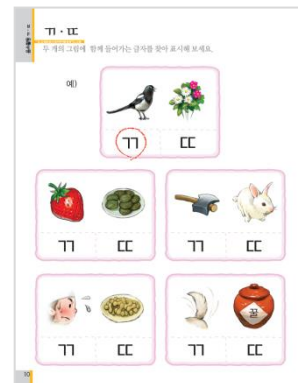 ㄲ · ㄸ
두 개의 그림에 함께 들어가는 글자를 찾아 표시해 보세요.
예)
ㄲ ㄸ
ㄲ ㄸ
ㄲ ㄸ
꿀
ㄲ ㄸ
ㄲ ㄸ
10